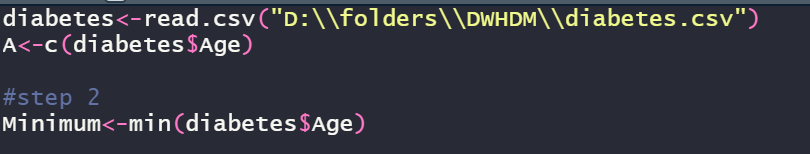 diabetes<-read.csv("D:\\folders\\DWHDM\\diabetes.csv")
A<-c(diabetes$Age)
#step 2
Minimum<-min(diabetes$Age)